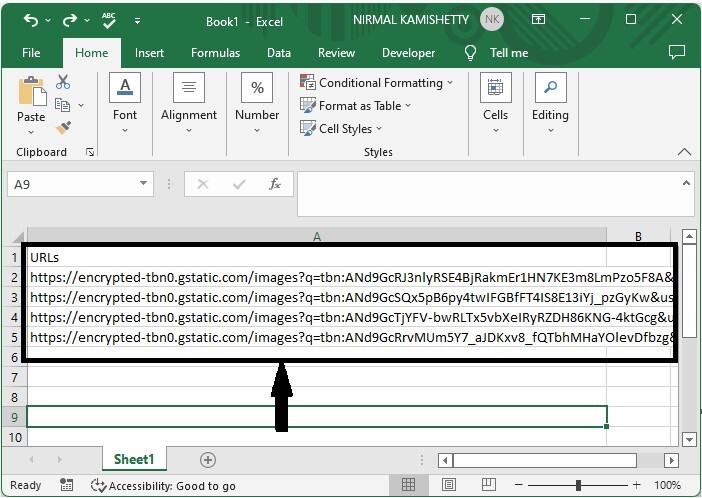 ABC
Book1 - Excel
NIRMAL KAMISHETTY NK
File Home Insert Formulas Data Review Developer Tell me
Paste
Font
Alignment
%
Number
Conditional Formatting
Format as Table
Cell Styles
Cells
Editing
Clipboard
Styles
A9
fx
A B
1 URLs
2 https://encrypted-tbn0.gstatic.com/images?q=tbn:ANd9GcRJ3nlyRSE4BjRakmEr1HN7KE3m8LmPzo5F8A&
3 https://encrypted-tbn0.gstatic.com/images?q=tbn:ANd9GcSQx5pB6py4twIFGBfFT4IS8E13iYj_pzGyKw&us
4 https://encrypted-tbn0.gstatic.com/images?q=tbn:ANd9GcTjYFV-bwRLTx5vbXeIRyRZDH86KNG-4ktGcg&u
5 https://encrypted-tbn0.gstatic.com/images?q=tbn:ANd9GcRrvMUm5Y7_aJDKxv8_fQTbhMHaYOlevDfbzg&
6
7
8
9
10
Sheet1
Ready Accessibility: Good to go 100%